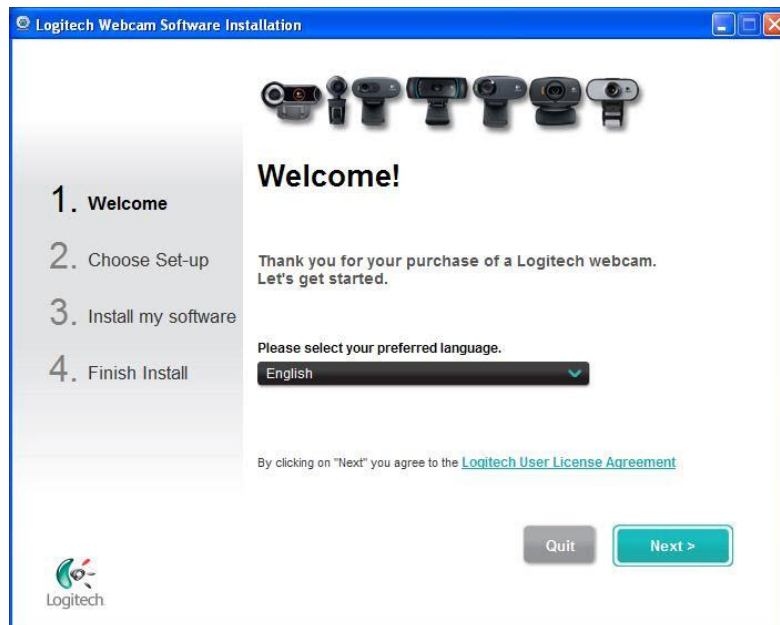 Logitech Webcam Software Installation
Welcome!
1. Welcome
2. Choose Set-up
3. Install my software
4. Finish Install
Thank you for your purchase of a Logitech webcam.
Let's get started.
Please select your preferred language.
English
By clicking on "Next" you agree to the Logitech User License Agreement
Quit
Next >
Logitech